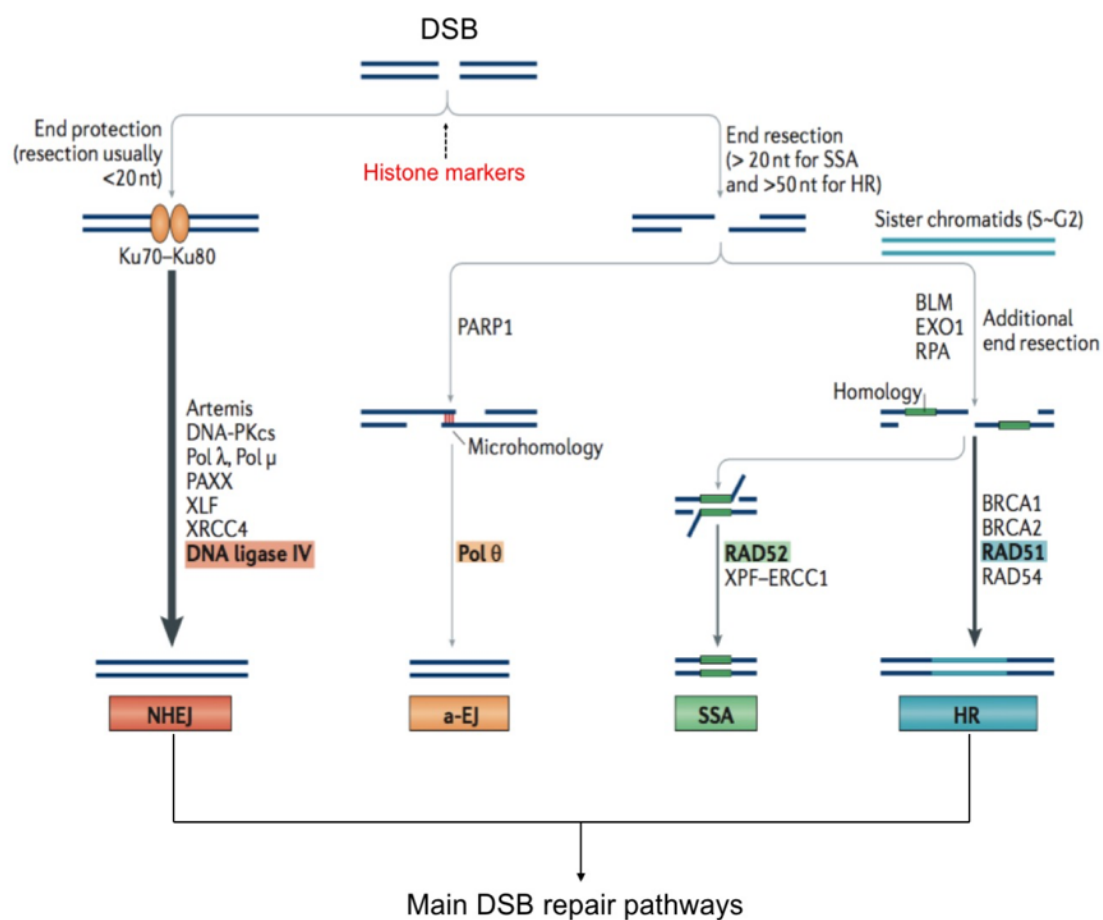 DSB
End protection
(resection usually
<20 nt)
Histone markers
End resection
(> 20 nt for SSA
and >50 nt for HR)
Sister chromatids (S~G2)
Ku70–Ku80
PARP1
BLM
EXO1
RPA
Additional
end resection
Homology
Microhomology
Artemis
DNA-PKcs
Pol λ, Pol μ
PAXX
XLF
XRCC4
DNA ligase IV
Pol θ
RAD52
XPF–ERCC1
BRCA1
BRCA2
RAD51
RAD54
NHEJ
a-EJ
SSA
HR
Main DSB repair pathways